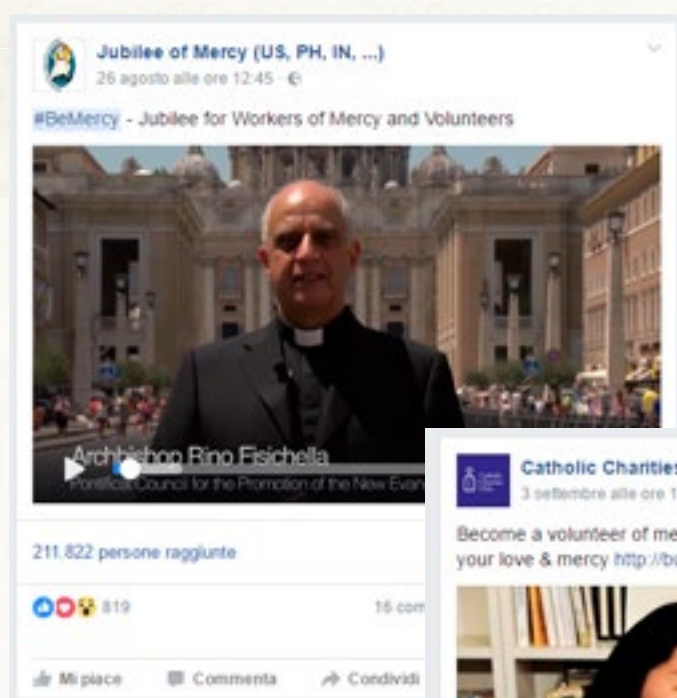 Jubilee of Mercy (US, PH, IN, ...)
26 agosto alle ore 12:45 ·
#BeMercy - Jubilee for Workers of Mercy and Volunteers
Archbishop Rino Fisichella
Pontifical Council for the Promotion of the New Evan
211.822 persone raggiunte
819
16 com
Mi piace Commenta Condividi
Catholic Charities
3 settembre alle ore 1
Become a volunteer of me
your love & mercy http://bu